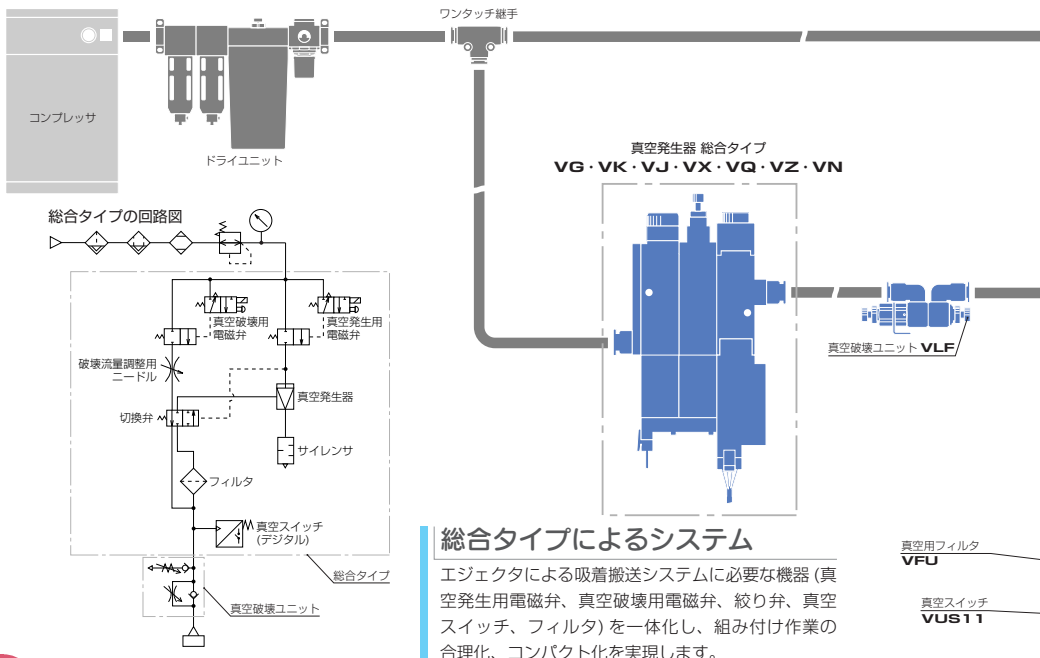 ワンタッチ継手
コンプレッサ
ドライユニット
真空発生器 総合タイプ
VG・VK・VJ・VX・VQ・VZ・VN
総合タイプの回路図
真空破壊用
電磁弁
真空発生用
電磁弁
破壊流量調整用
ニードル
真空発生器
切換弁
サイレンサ
フィルタ
真空スイッチ
(デジタル)
総合タイプ
真空破壊ユニット
真空破壊ユニット VLF
総合タイプによるシステム
エジェクタによる吸着搬送システムに必要な機器 (真
空発生用電磁弁、真空破壊用電磁弁、絞り弁、真空
スイッチ、フィルタ) を一体化し、組み付け作業の
合理化、コンパクト化を実現します。
真空用フィルタ
VFU
真空スイッチ
VUS11